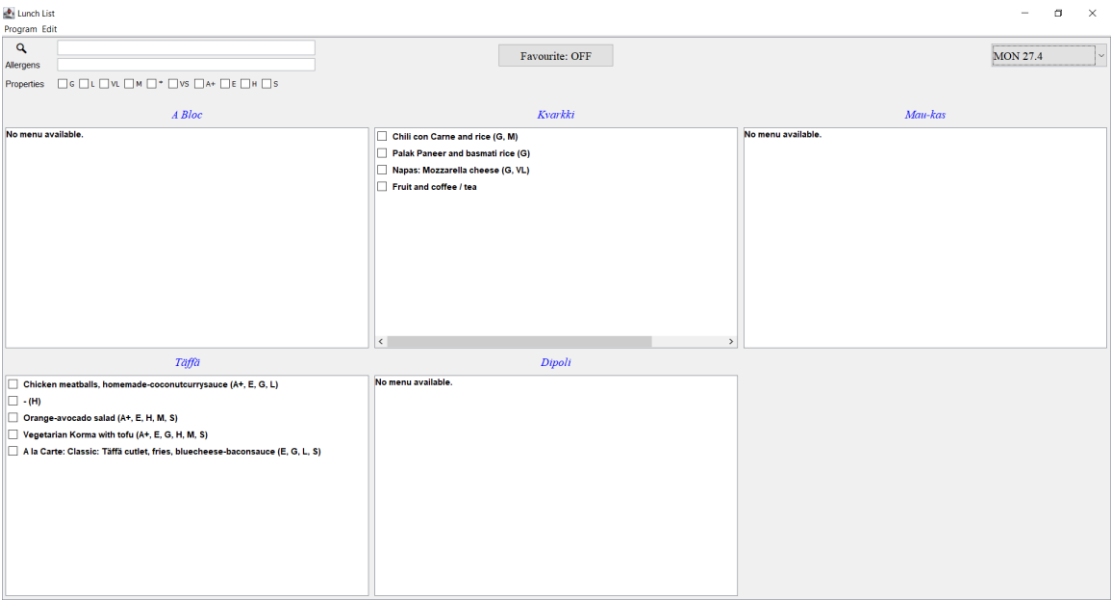 Lunch List
Program Edit
Favourite: OFF
MON 27.4
Allergens
Properties G L VL M * VS A+ E H S
A Bloc
No menu available.
Kvarkki
Chili con Carne and rice (G, M)
Palak Paneer and basmati rice (G)
Napas: Mozzarella cheese (G, VL)
Fruit and coffee / tea
Mau-kas
No menu available.
Täffä
Chicken meatballs, homemade-coconutcurrysauce (A+, E, G, L)
- (H)
Orange-avocado salad (A+, E, H, M, S)
Vegetarian Korma with tofu (A+, E, G, H, M, S)
A la Carte: Classic: Täffä cutlet, fries, bluecheese-baconsauce (E, G, L, S)
Dipoli
No menu available.